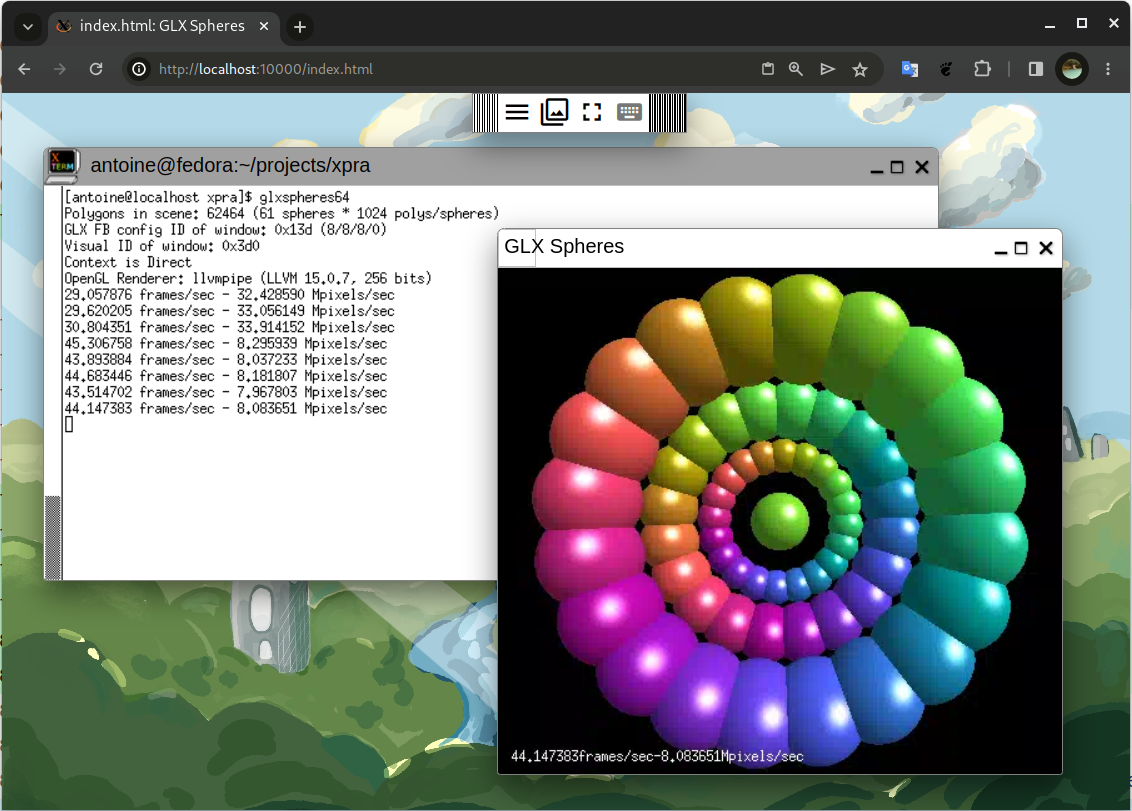 index.html: GLX Spheres
http://localhost:10000/index.html
X
TERM
antoine@fedora:~/projects/xpra
[antoine@localhost xpra]$ glxspheres64
Polygons in scene: 62464 (61 spheres * 1024 polys/spheres)
GLX FB config ID of window: 0x13d (8/8/8/0)
Visual ID of window: 0x3d0
Context is Direct
OpenGL Renderer: llvmpipe (LLVM 15.0.7, 256 bits)
29.057876 frames/sec - 32.428590 Mpixels/sec
29.620205 frames/sec - 33.056149 Mpixels/sec
30.804351 frames/sec - 33.914152 Mpixels/sec
45.306758 frames/sec - 8.295939 Mpixels/sec
43.893884 frames/sec - 8.037233 Mpixels/sec
44.683446 frames/sec - 8.181807 Mpixels/sec
43.514702 frames/sec - 7.967803 Mpixels/sec
44.147383 frames/sec - 8.083651 Mpixels/sec
GLX Spheres
44.147383frames/sec-8.083651Mpixels/sec